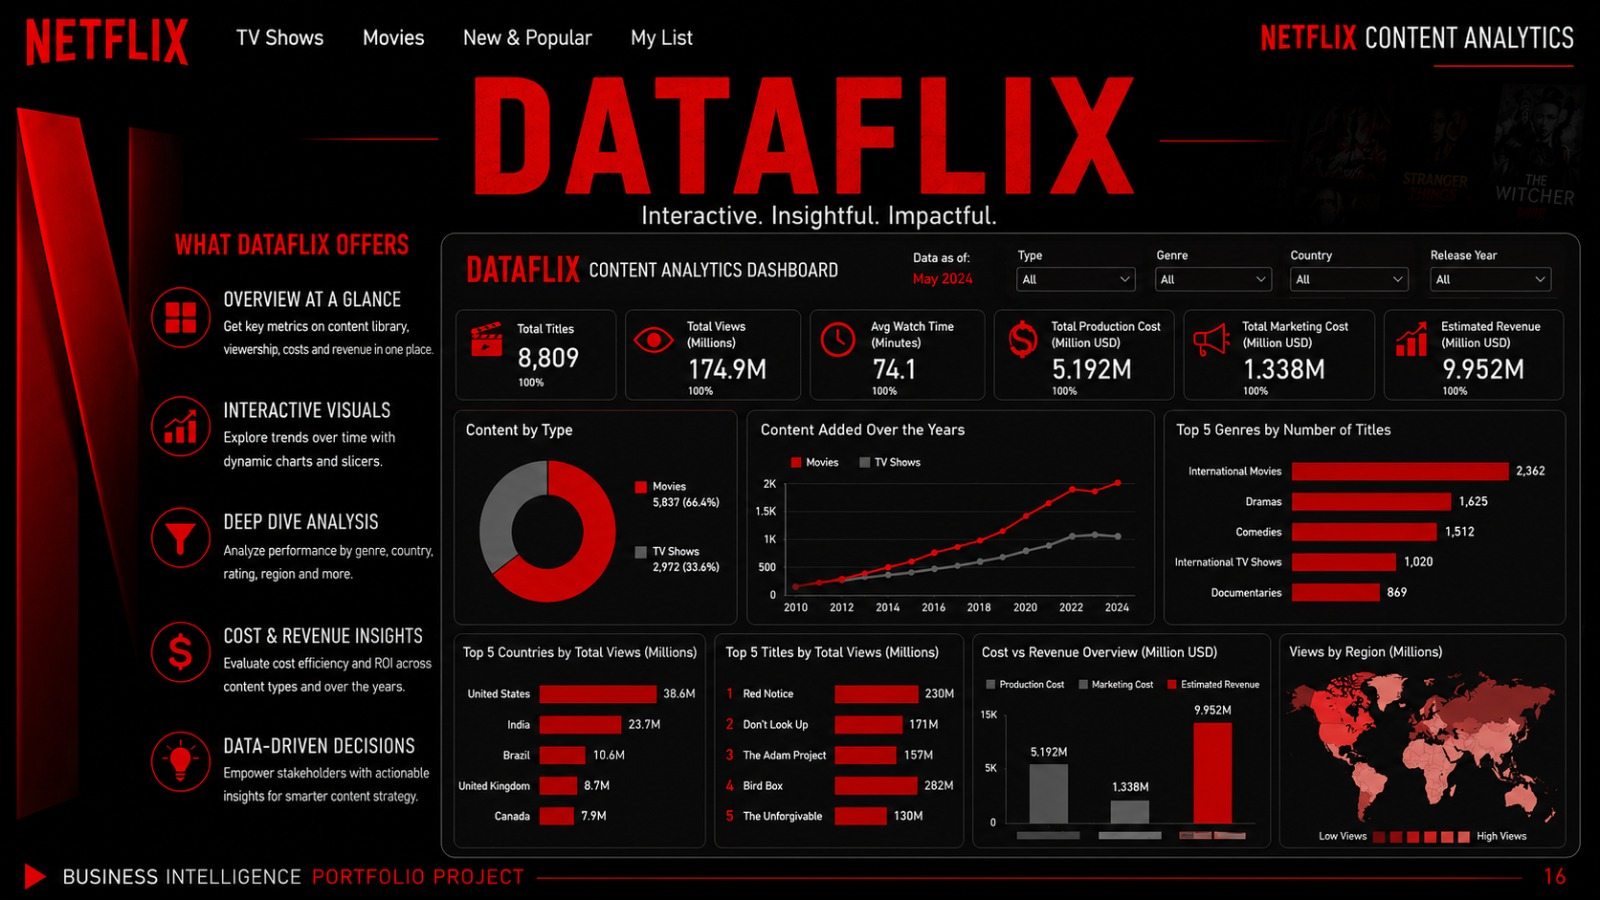 NETFLIX
TV Shows
Movies
New & Popular
My List
NETFLIX CONTENT ANALYTICS
DATAFLIX
Interactive. Insightful. Impactful.
STRANGER
THINGS
THE
WITCHER
WHAT DATAFLIX OFFERS
OVERVIEW AT A GLANCE
Get key metrics on content library,
viewership, costs and revenue in one place.
INTERACTIVE VISUALS
Explore trends over time with
dynamic charts and slicers.
DEEP DIVE ANALYSIS
Analyze performance by genre, country,
rating, region and more.
COST & REVENUE INSIGHTS
Evaluate cost efficiency and ROI across
content types and over the years.
DATA-DRIVEN DECISIONS
Empower stakeholders with actionable
insights for smarter content strategy.
DATAFLIX CONTENT ANALYTICS DASHBOARD
Data as of:
May 2024
Type
All
Genre
All
Country
All
Release Year
All
Total Titles
8,809
100%
Total Views
(Millions)
174.9M
100%
Avg Watch Time
(Minutes)
74.1
100%
Total Production Cost
(Million USD)
5.192M
100%
Total Marketing Cost
(Million USD)
1.338M
100%
Estimated Revenue
(Million USD)
9.952M
100%
Content by Type
Movies
5,837 (66.4%)
TV Shows
2,972 (33.6%)
Content Added Over the Years
Movies
TV Shows
2K
1.5K
1K
500
0
2010
2012
2014
2016
2018
2020
2022
2024
Top 5 Genres by Number of Titles
International Movies 2,362
Dramas 1,625
Comedies 1,512
International TV Shows 1,020
Documentaries 869
Top 5 Countries by Total Views (Millions)
United States 38.6M
India 23.7M
Brazil 10.6M
United Kingdom 8.7M
Canada 7.9M
Top 5 Titles by Total Views (Millions)
1 Red Notice 230M
2 Don't Look Up 171M
3 The Adam Project 157M
4 Bird Box 282M
5 The Unforgivable 130M
Cost vs Revenue Overview (Million USD)
Production Cost
Marketing Cost
Estimated Revenue
15K
5K
0
5.192M
1.338M
9.952M
Views by Region (Millions)
Low Views
High Views
BUSINESS INTELLIGENCE PORTFOLIO PROJECT
16